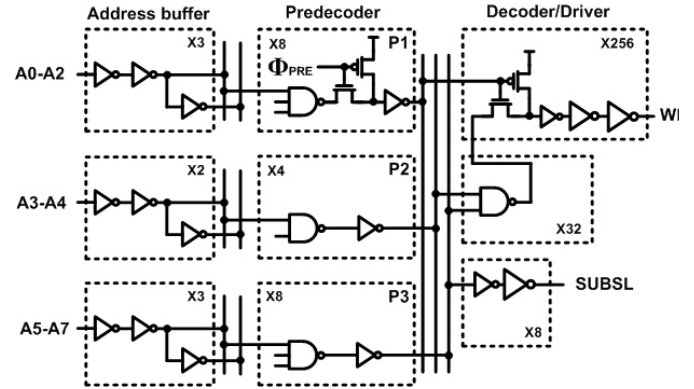 Address buffer Predecoder Decoder/Driver
X3 X8 P1 X256
A0-A2 ΦPRE
X2 X4 P2
A3-A4
X32
X3 X8 P3
SUBSL
A5-A7
X8